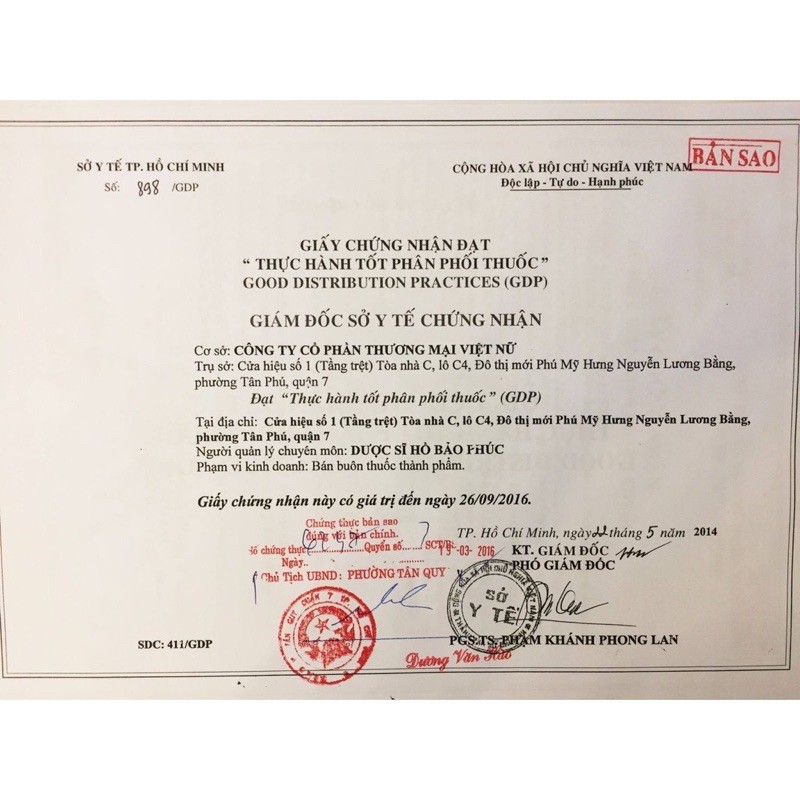 SỞ Y TẾ TP. HỒ CHÍ MINH
Số: 898 /GDP
CỘNG HÒA XÃ HỘI CHỦ NGHĨA VIỆT NAM
Độc lập - Tự do - Hạnh phúc
BẢN SAO
GIẤY CHỨNG NHẬN ĐẠT
“ THỰC HÀNH TỐT PHÂN PHỐI THUỐC ”
GOOD DISTRIBUTION PRACTICES (GDP)
GIÁM ĐỐC SỞ Y TẾ CHỨNG NHẬN
Cơ sở: CÔNG TY CỔ PHẦN THƯƠNG MẠI VIỆT NỮ
Trụ sở: Cửa hiệu số 1 (Tầng trệt) Tòa nhà C, lô C4, Đô thị mới Phú Mỹ Hưng Nguyễn Lương Bằng,
phường Tân Phú, quận 7
Đạt “Thực hành tốt phân phối thuốc” (GDP)
Tại địa chỉ: Cửa hiệu số 1 (Tầng trệt) Tòa nhà C, lô C4, Đô thị mới Phú Mỹ Hưng Nguyễn Lương Bằng,
phường Tân Phú, quận 7
Người quản lý chuyên môn: DƯỢC SĨ HỒ BẢO PHÚC
Phạm vi kinh doanh: Bán buôn thuốc thành phẩm.
Giấy chứng nhận này có giá trị đến ngày 26/09/2016.
Chứng thực bản sao
đúng với bản chính.
Số chứng thực Quyển số 7 SCT/BS
Ngày 19-03-2016
Chủ Tịch UBND: PHƯỜNG TÂN QUY
TP. Hồ Chí Minh, ngày 22 tháng 5 năm 2014
KT. GIÁM ĐỐC
PHÓ GIÁM ĐỐC
SỞ
Y TẾ
SDC: 411/GDP
PGS.TS. PHẠM KHÁNH PHONG LAN
Dương Văn Hào